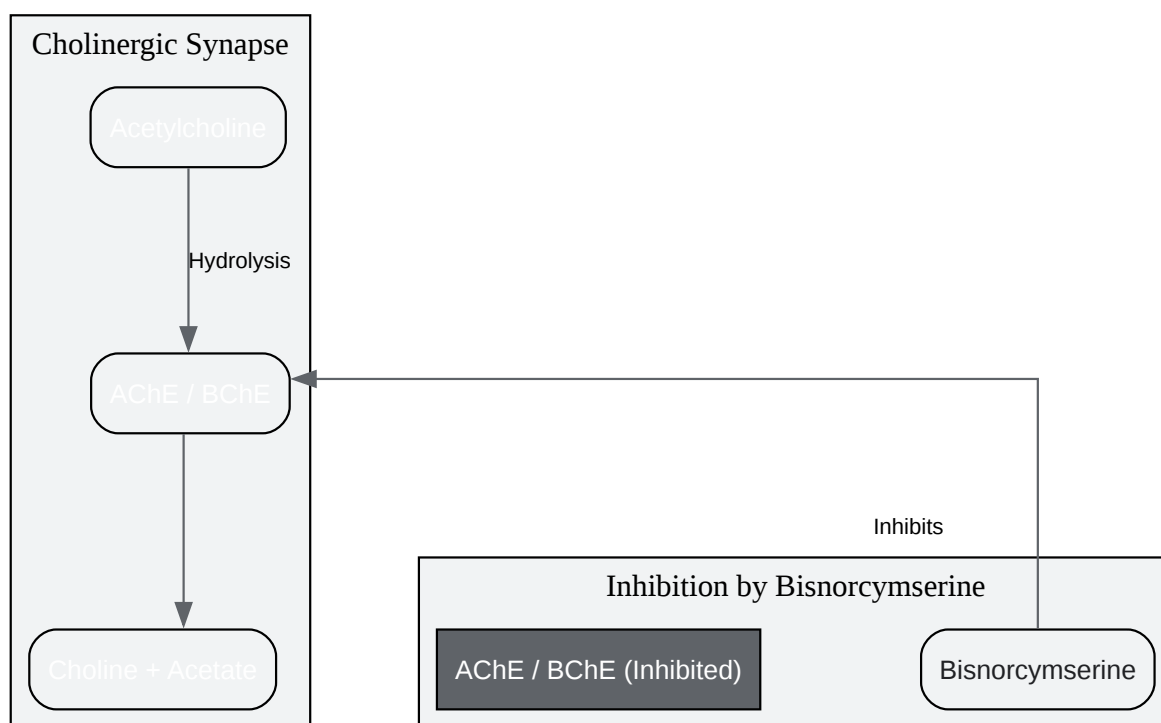 Cholinergic Synapse
Acetylcholine
Hydrolysis
AChE / BChE
Inhibits
Inhibition by Bisnorcymserine
Choline + Acetate
AChE / BChE (Inhibited)
Bisnorcymserine